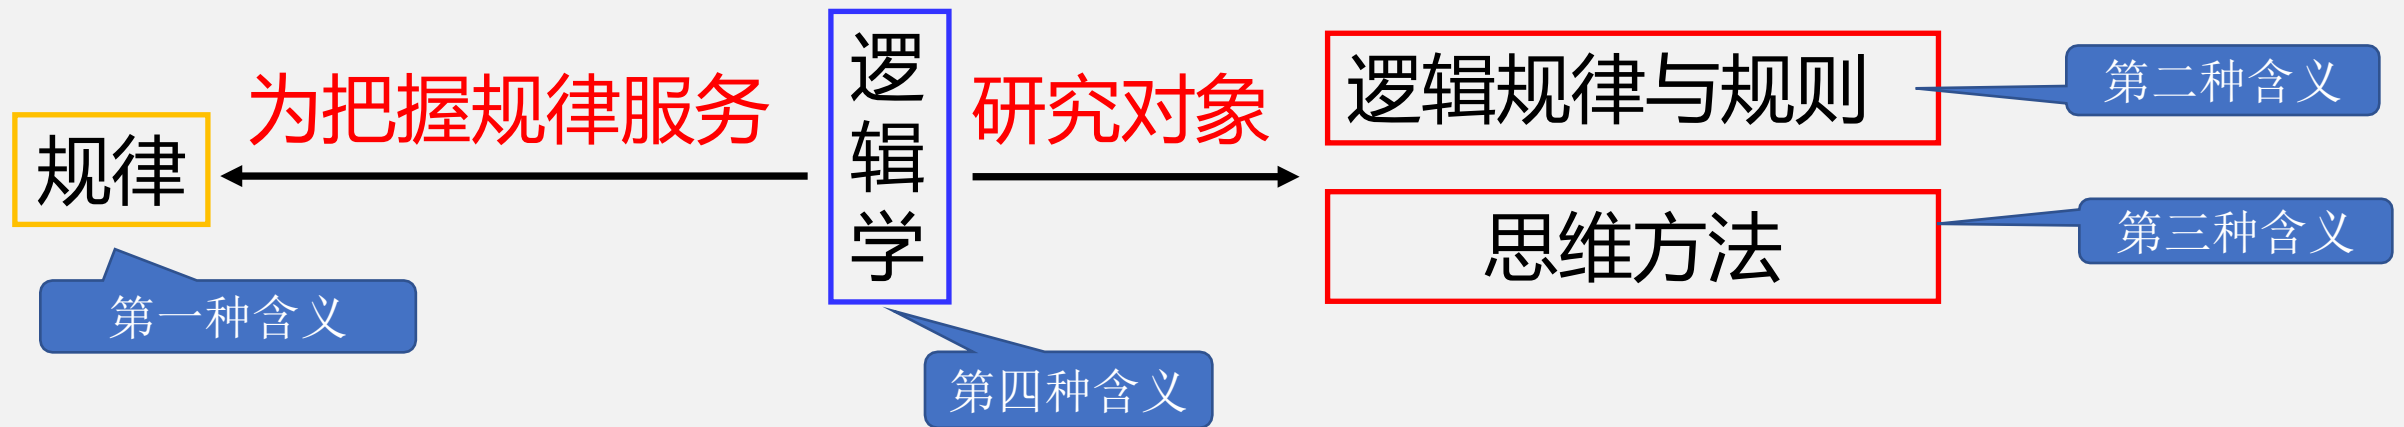 规律
第一种含义
为把握规律服务
逻辑学
第四种含义
研究对象
逻辑规律与规则
第二种含义
思维方法
第三种含义